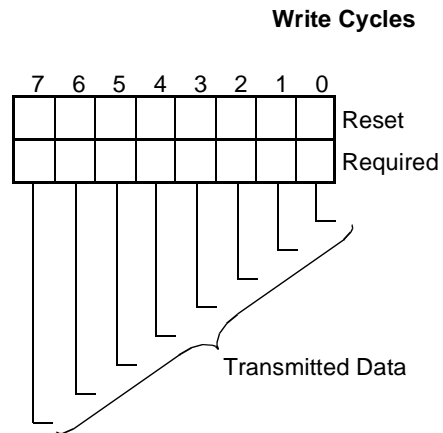 Write Cycles
7 6 5 4 3 2 1 0
Reset
Required
Transmitted Data